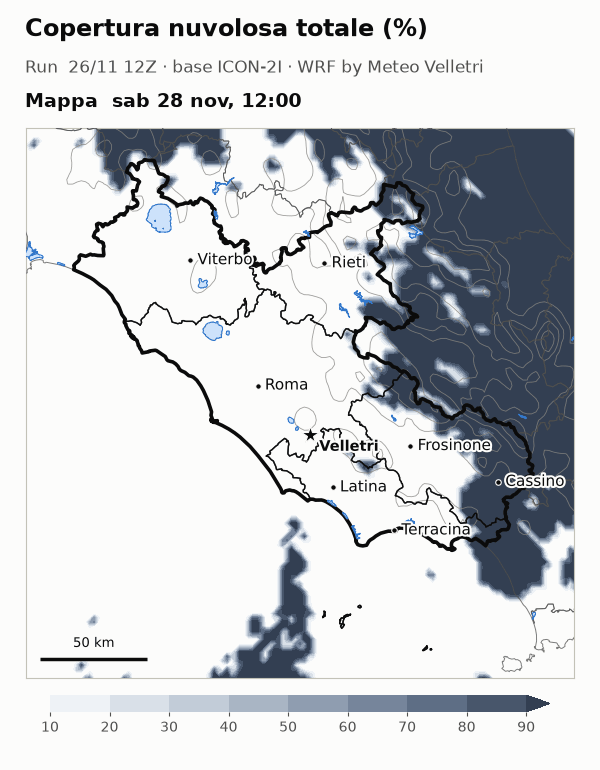 Copertura nuvolosa totale (%)
Run 26/11 12Z · base ICON-2I · WRF by Meteo Velletri
Mappa sab 28 nov, 12:00
Viterbo
Rieti
Roma
Velletri
Frosinone
Latina
Cassino
Terracina
50 km
10 20 30 40 50 60 70 80 90